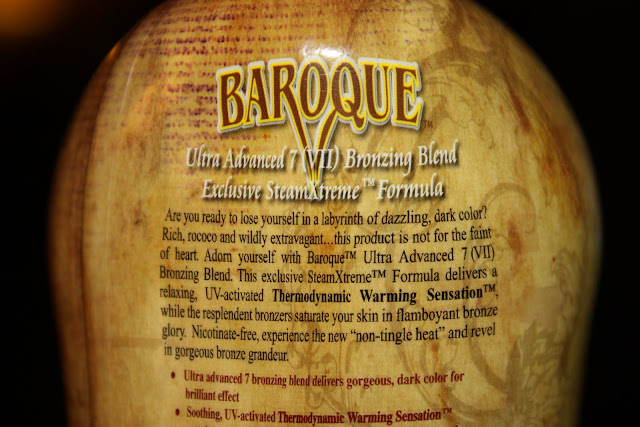 BAROQUE™
Ultra Advanced 7 (VII) Bronzing Blend
Exclusive SteamXtreme™ Formula
Are you ready to lose yourself in a labyrinth of dazzling, dark color?
Rich, rococo and wildly extravagant...this product is not for the faint
of heart. Adorn yourself with Baroque™ Ultra Advanced 7 (VII)
Bronzing Blend. This exclusive SteamXtreme™ Formula delivers a
relaxing, UV-activated Thermodynamic Warming Sensation™,
while the resplendent bronzers saturate your skin in flamboyant bronze
glory. Nicotinate-free, experience the new “non-tingle heat” and revel
in gorgeous bronze grandeur.
• Ultra advanced 7 bronzing blend delivers gorgeous, dark color for
brilliant effect
• Soothing, UV-activated Thermodynamic Warming Sensation™